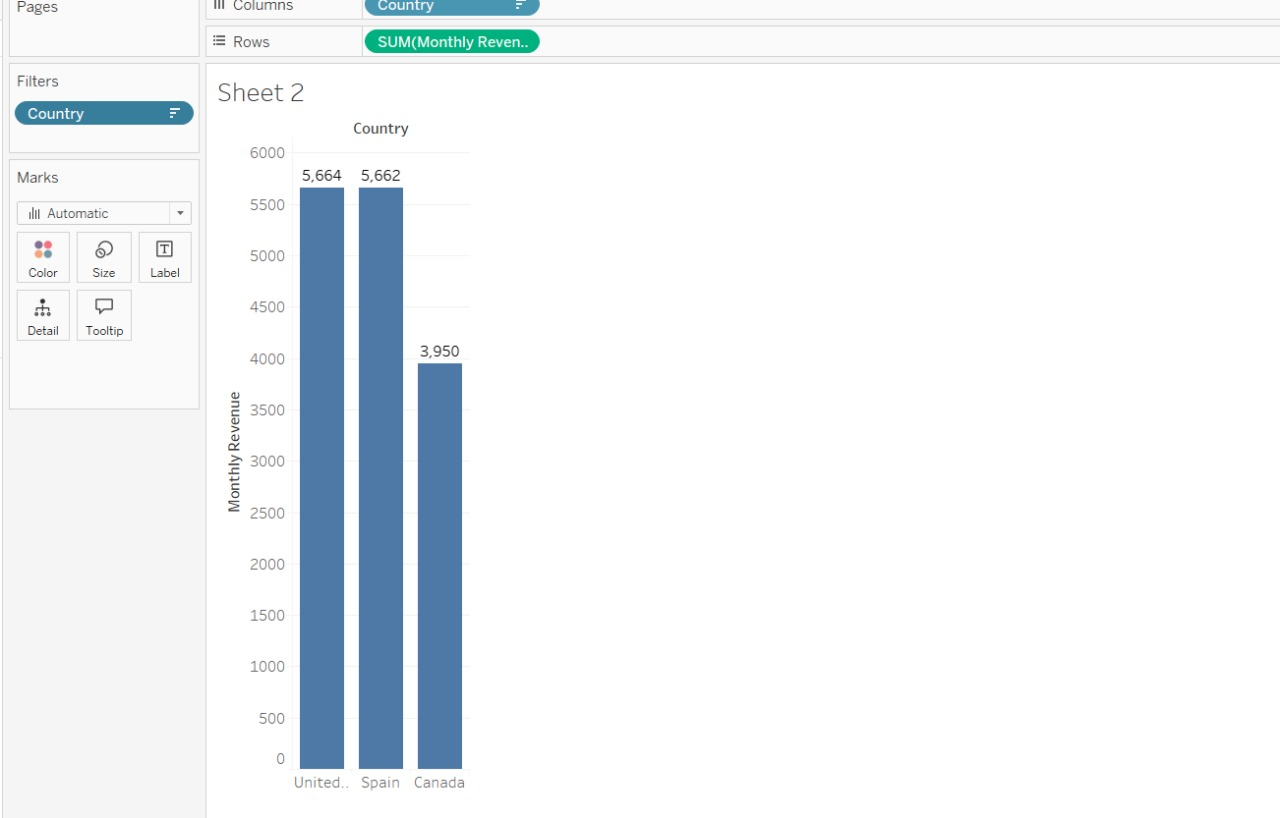 Pages
Columns
Country
Rows
SUM(Monthly Reven..
Filters
Country
Marks
Automatic
Color
Size
Label
Detail
Tooltip
Sheet 2
Country
6000
5500
5000
4500
4000
3500
3000
2500
2000
1500
1000
500
0
Monthly Revenue
5,664
5,662
3,950
United..
Spain
Canada